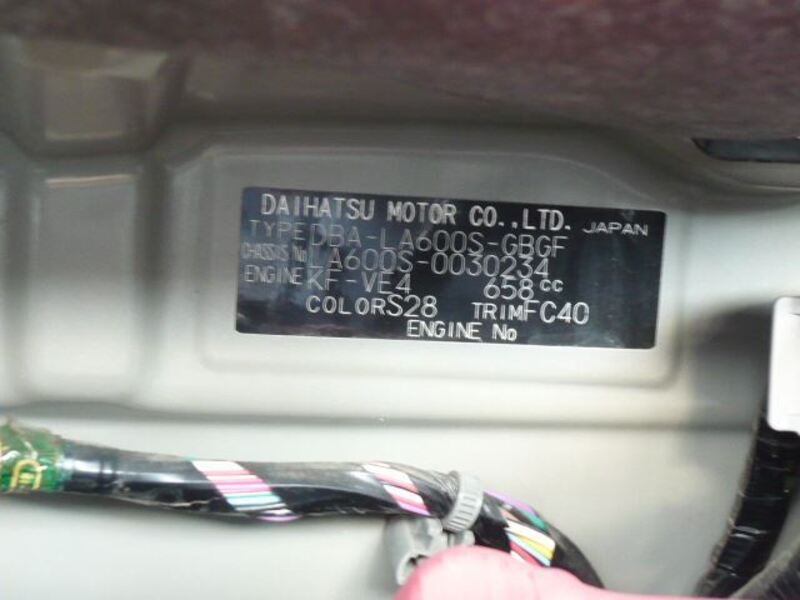 DAIHATSU MOTOR CO.,LTD. JAPAN
TYPE DBA-LA600S-GBGF
CHASSIS No LA600S-0030234
ENGINE KF-VE4 658cc
COLOR S28 TRIM FC40
ENGINE No